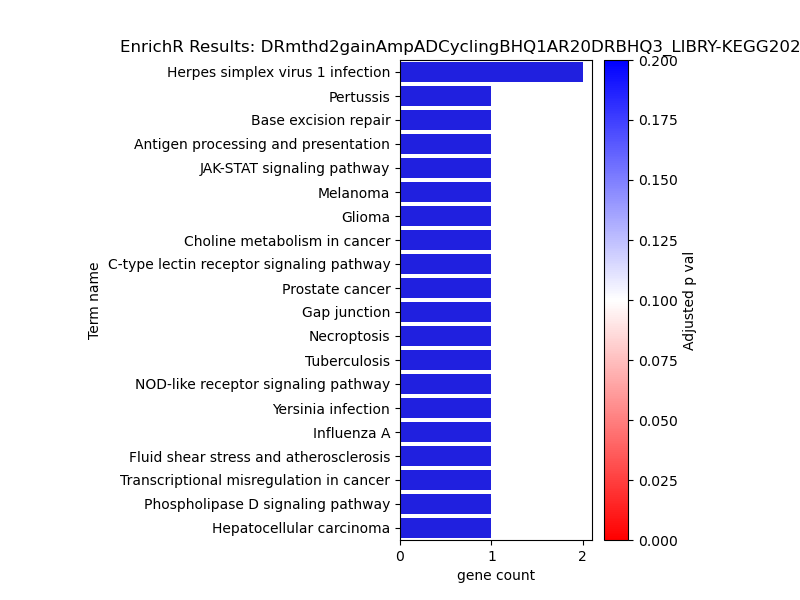 EnrichR Results: DRmthd2gainAmpADCyclingBHQ1AR20DRBHQ3_LIBRY-KEGG202
Herpes simplex virus 1 infection
Pertussis
Base excision repair
Antigen processing and presentation
JAK-STAT signaling pathway
Melanoma
Glioma
Choline metabolism in cancer
C-type lectin receptor signaling pathway
Prostate cancer
Gap junction
Necroptosis
Tuberculosis
NOD-like receptor signaling pathway
Yersinia infection
Influenza A
Fluid shear stress and atherosclerosis
Transcriptional misregulation in cancer
Phospholipase D signaling pathway
Hepatocellular carcinoma
Term name
0 1 2
gene count
0.200
0.175
0.150
0.125
0.100
0.075
0.050
0.025
0.000
Adjusted p val